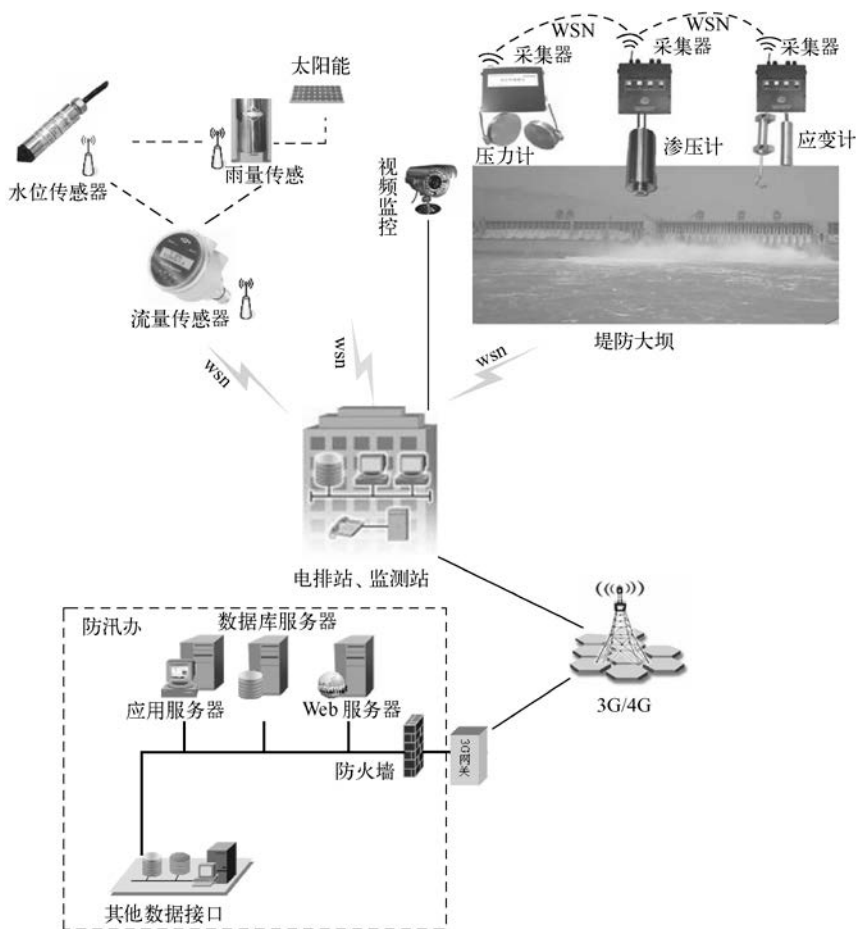 WSN
WSN
采集器
采集器
采集器
太阳能
压力计
渗压计
应变计
水位传感器
雨量传感
视频监控
流量传感器
堤防大坝
wsn
wsn
wsn
电排站、监测站
防汛办
数据库服务器
应用服务器
Web 服务器
3G/4G
防火墙
3G网关
其他数据接口